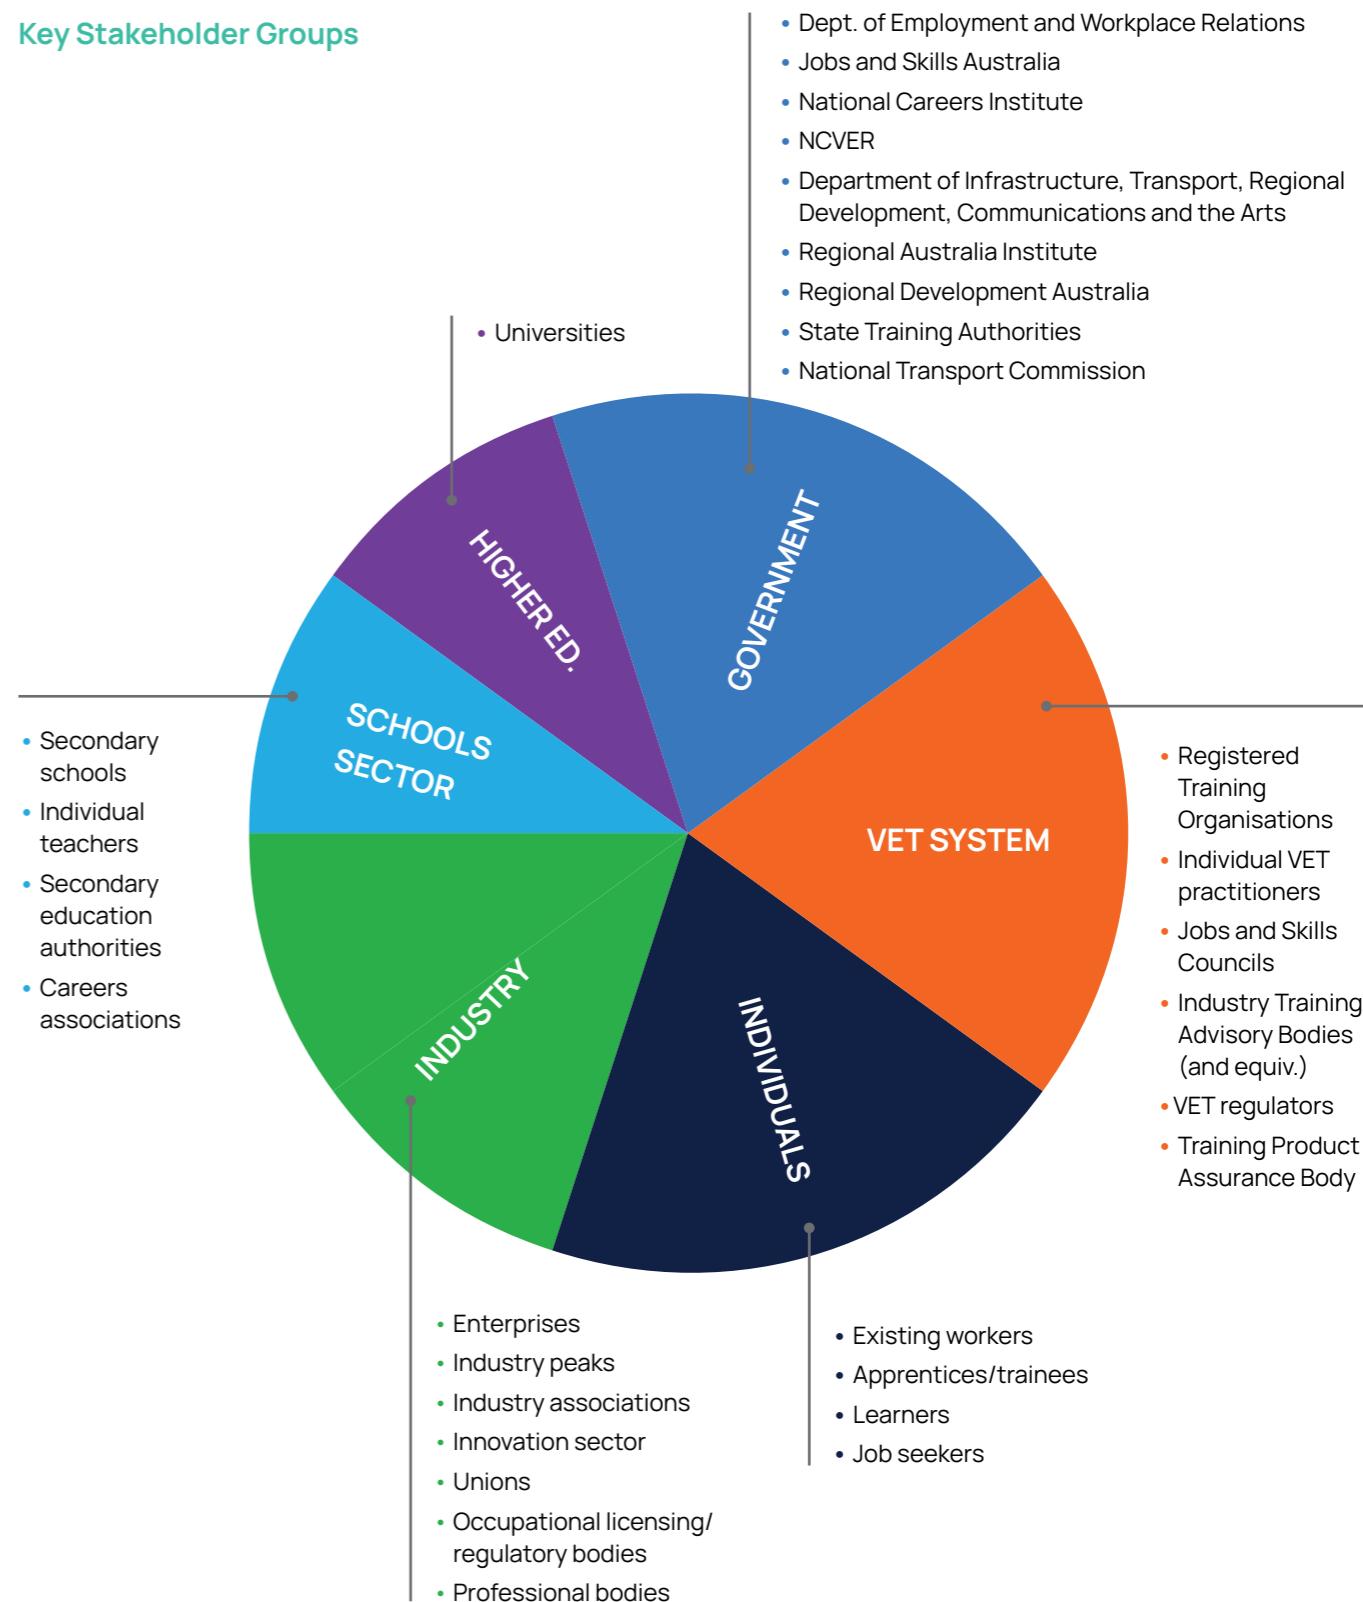 Key Stakeholder Groups
• Dept. of Employment and Workplace Relations
• Jobs and Skills Australia
• National Careers Institute
• NCVER
• Department of Infrastructure, Transport, Regional
Development, Communications and the Arts
• Regional Australia Institute
• Regional Development Australia
• State Training Authorities
• National Transport Commission
• Universities
HIGHER ED.
GOVERNMENT
SCHOOLS
SECTOR
VET SYSTEM
INDUSTRY
INDIVIDUALS
• Secondary
schools
• Individual
teachers
• Secondary
education
authorities
• Careers
associations
• Registered
Training
Organisations
• Individual VET
practitioners
• Jobs and Skills
Councils
• Industry Training
Advisory Bodies
(and equiv.)
• VET regulators
• Training Product
Assurance Body
• Enterprises
• Industry peaks
• Industry associations
• Innovation sector
• Unions
• Occupational licensing/
regulatory bodies
• Professional bodies
• Existing workers
• Apprentices/trainees
• Learners
• Job seekers